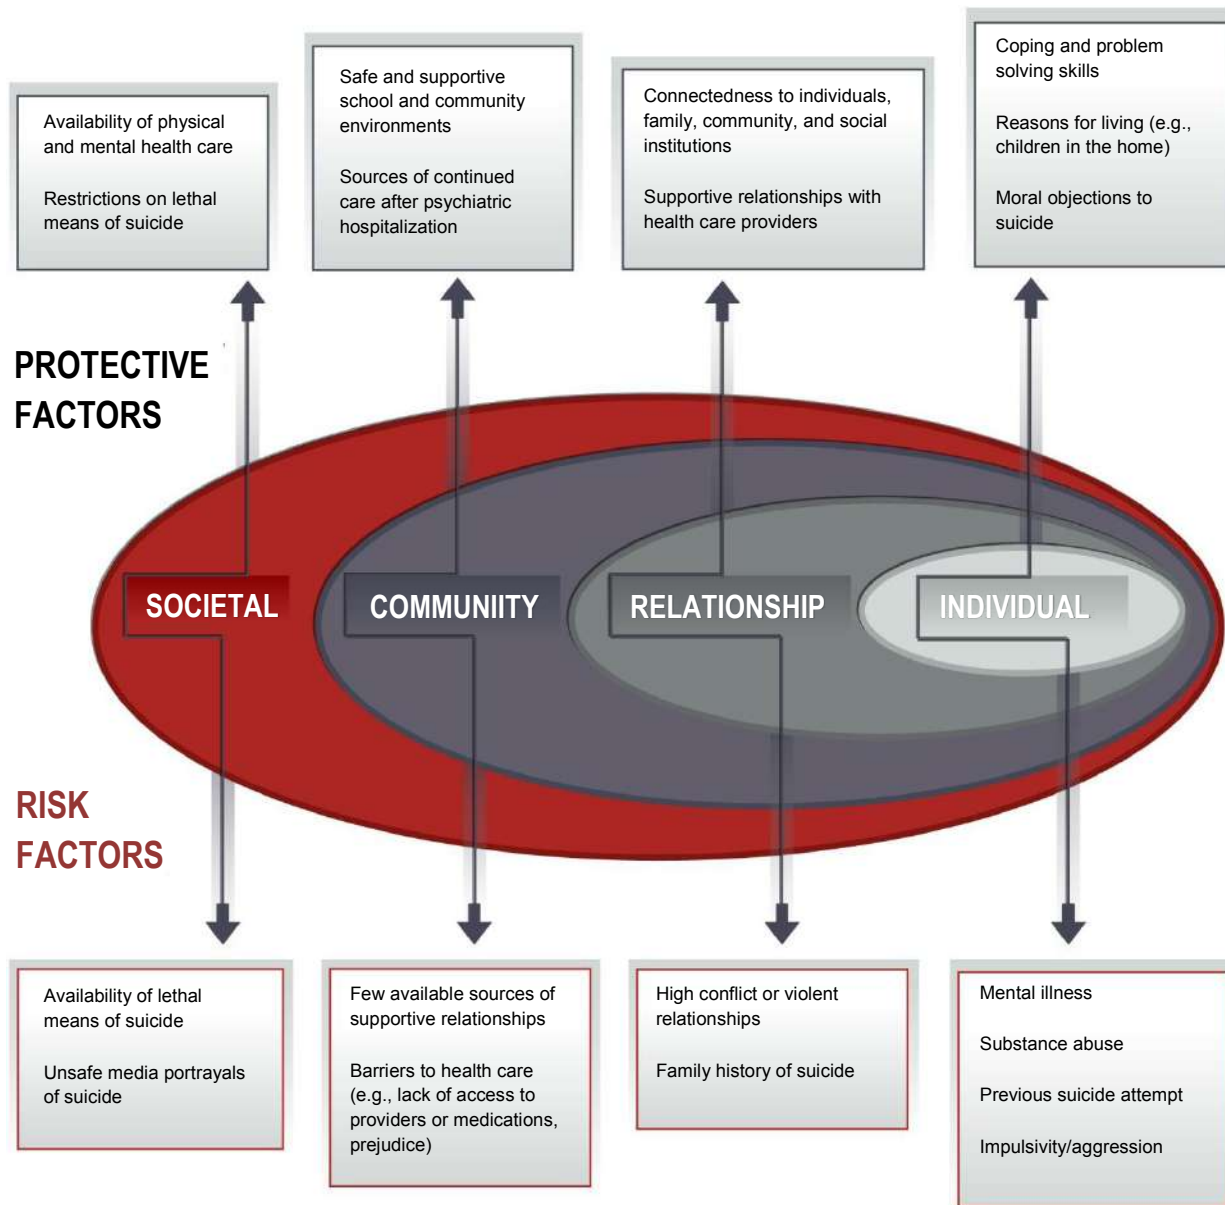 Availability of physical
and mental health care
Restrictions on lethal
means of suicide
Safe and supportive
school and community
environments
Sources of continued
care after psychiatric
hospitalization
Connectedness to individuals,
family, community, and social
institutions
Supportive relationships with
health care providers
Coping and problem
solving skills
Reasons for living (e.g.,
children in the home)
Moral objections to
suicide
PROTECTIVE
FACTORS
SOCIETAL
COMMUNIITY
RELATIONSHIP
INDIVIDUAL
RISK
FACTORS
Availability of lethal
means of suicide
Unsafe media portrayals
of suicide
Few available sources of
supportive relationships
Barriers to health care
(e.g., lack of access to
providers or medications,
prejudice)
High conflict or violent
relationships
Family history of suicide
Mental illness
Substance abuse
Previous suicide attempt
Impulsivity/aggression